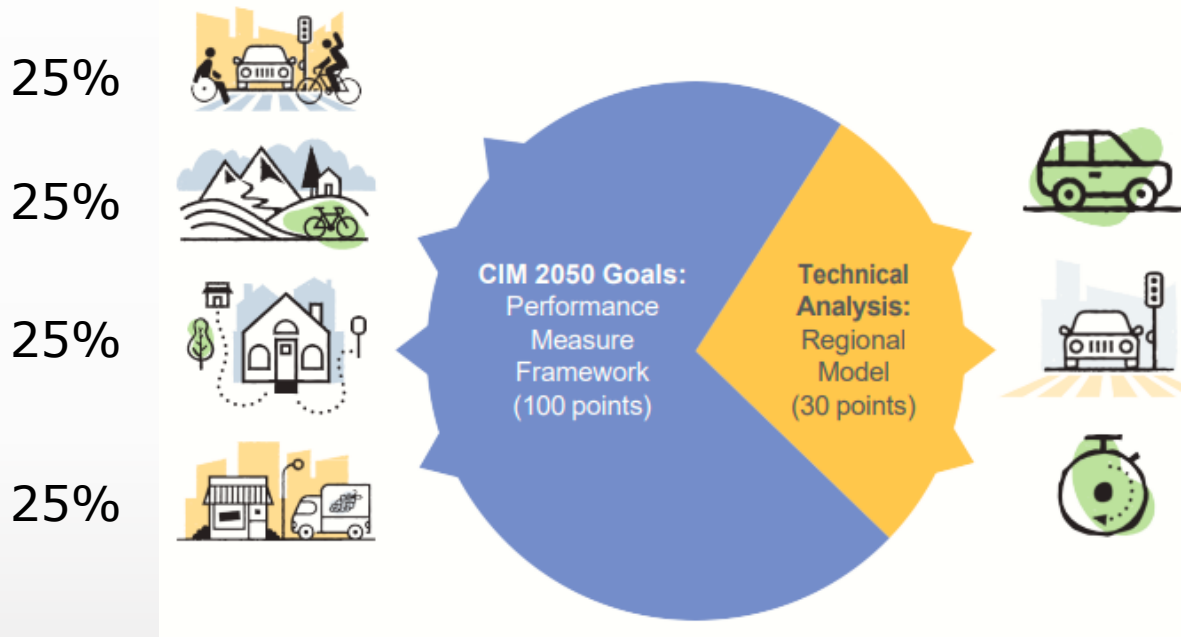 25%
25%
25%
25%
CIM 2050 Goals:
Performance
Measure
Framework
(100 points)
Technical
Analysis:
Regional
Model
(30 points)